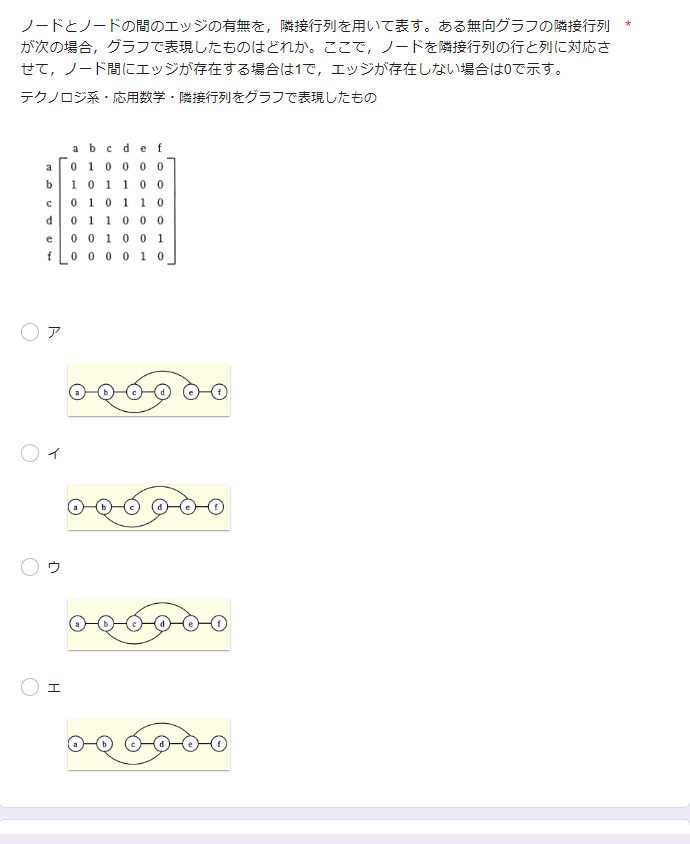 ノードとノードの間のエッジの有無を，隣接行列を用いて表す。ある無向グラフの隣接行列 *
が次の場合，グラフで表現したものはどれか。ここで，ノードを隣接行列の行と列に対応さ
せて，ノード間にエッジが存在する場合は1で，エッジが存在しない場合は0で示す。
テクノロジ系・応用数学・隣接行列をグラフで表現したもの
a b c d e f
a 0 1 0 0 0 0
b 1 0 1 1 0 0
c 0 1 0 1 1 0
d 0 1 1 0 0 0
e 0 0 1 0 0 1
f 0 0 0 0 1 0
ア
a b c d e f
イ
a b c d e f
ウ
a b c d e f
エ
a b c d e f